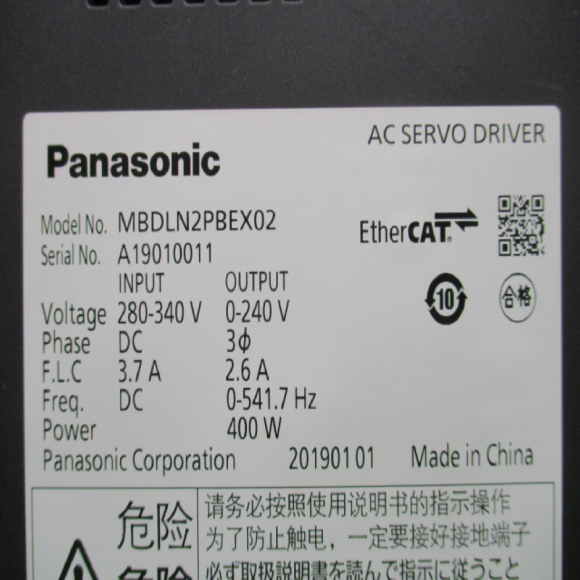 AC SERVO DRIVER
Panasonic
Model No. MBDLN2PBEX02
Serial No. A19010011
EtherCAT®
INPUT OUTPUT
Voltage 280-340 V 0-240 V
10 合格
Phase DC 3ϕ
F.L.C 3.7 A 2.6 A
Freq. DC 0-541.7 Hz
Power 400 W
Panasonic Corporation 20190101 Made in China
危险 请务必按照使用说明书的指示操作
为了防止触电，一定要接好接地端子
必ず取扱説明書を読んで指示に従うこと